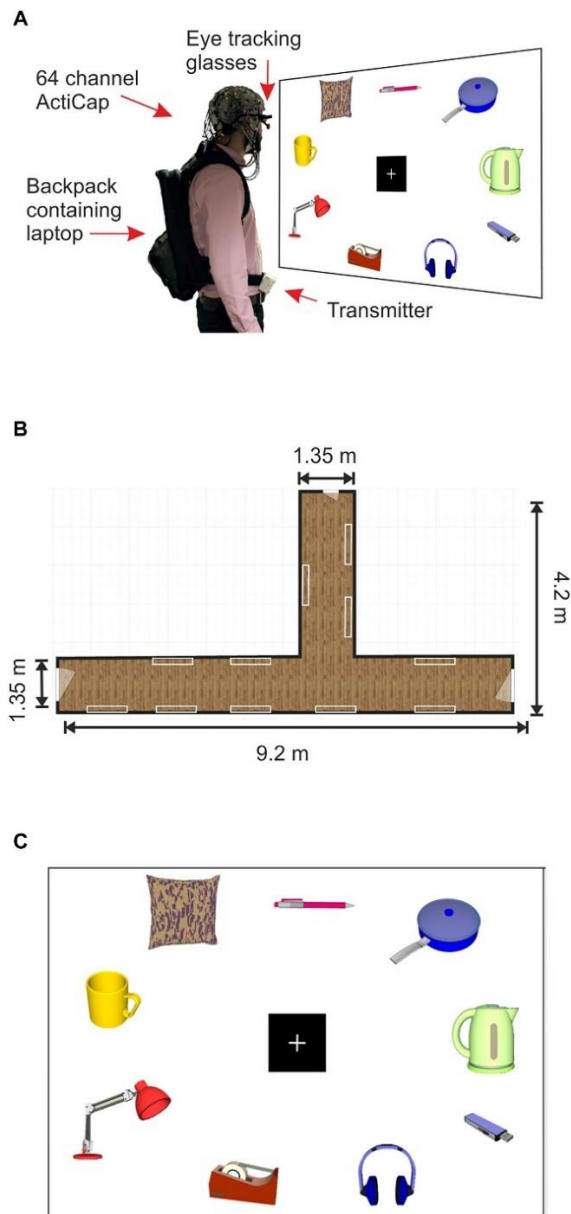 A
Eye tracking
glasses
64 channel
ActiCap
Backpack
containing
laptop
Transmitter
B
1.35 m
4.2 m
1.35 m
9.2 m
C